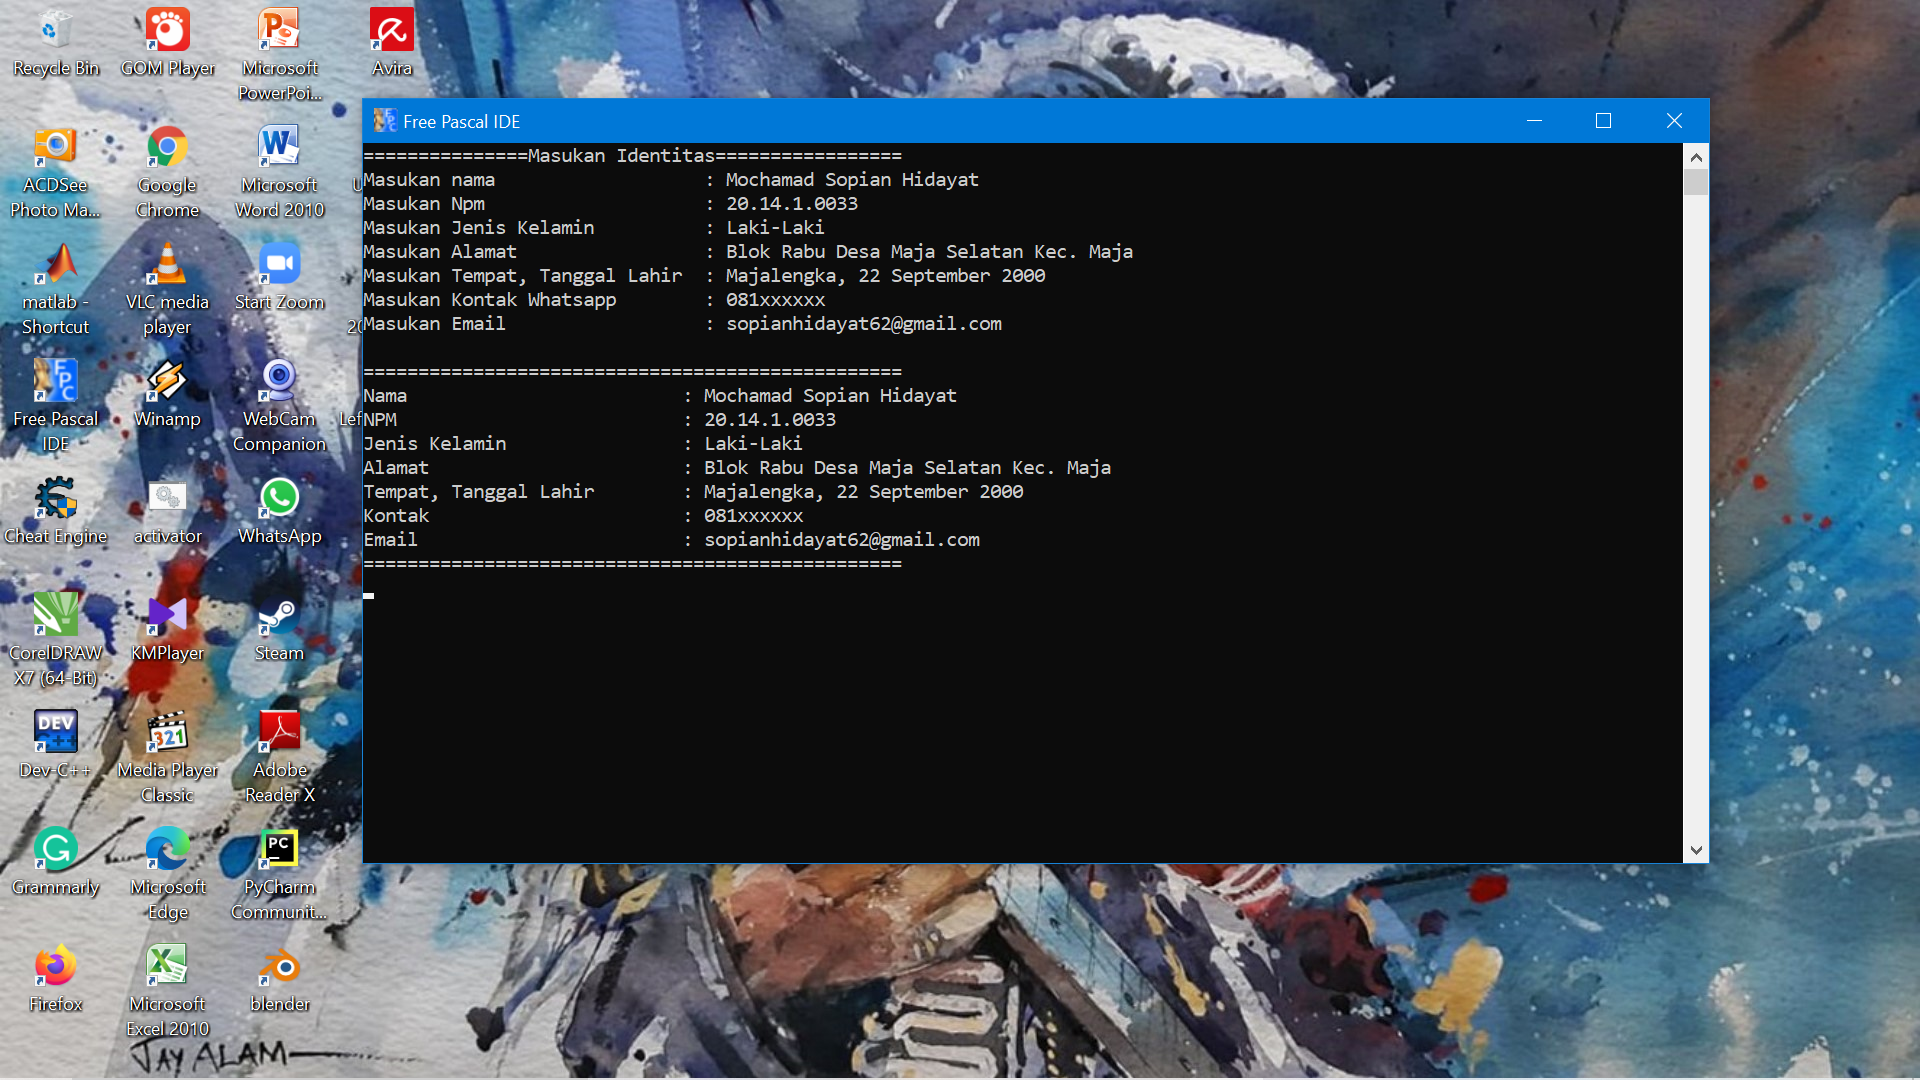 Recycle Bin
GOM Player
Microsoft
PowerPoi...
Avira
ACDSee
Photo Ma...
Google
Chrome
Microsoft
Word 2010
matlab -
Shortcut
VLC media
player
Start Zoom
Free Pascal
IDE
Winamp
WebCam
Companion
Cheat Engine
activator
WhatsApp
CorelDRAW
X7 (64-Bit)
KMPlayer
Steam
Dev-C++
Media Player
Classic
Adobe
Reader X
Grammarly
Microsoft
Edge
PyCharm
Communit...
Firefox
Microsoft
Excel 2010
blender
Free Pascal IDE
===============Masukan Identitas=================
Masukan nama : Mochamad Sopian Hidayat
Masukan Npm : 20.14.1.0033
Masukan Jenis Kelamin : Laki-Laki
Masukan Alamat : Blok Rabu Desa Maja Selatan Kec. Maja
Masukan Tempat, Tanggal Lahir : Majalengka, 22 September 2000
Masukan Kontak Whatsapp : 081xxxxxx
Masukan Email : sopianhidayat62@gmail.com
=================================================
Nama : Mochamad Sopian Hidayat
NPM : 20.14.1.0033
Jenis Kelamin : Laki-Laki
Alamat : Blok Rabu Desa Maja Selatan Kec. Maja
Tempat, Tanggal Lahir : Majalengka, 22 September 2000
Kontak : 081xxxxxx
Email : sopianhidayat62@gmail.com
=================================================
JAY ALAM